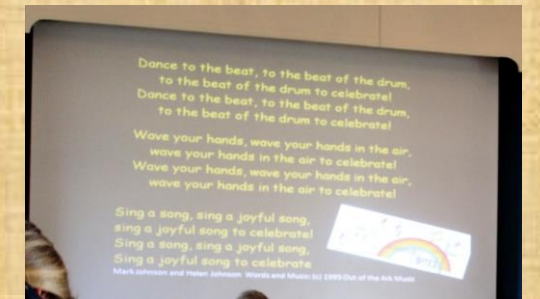 Dance to the beat, to the beat of the drum,
to the beat of the drum to celebrate!
Dance to the beat, to the beat of the drum,
to the beat of the drum to celebrate!
Wave your hands, wave your hands in the air,
wave your hands in the air to celebrate!
Wave your hands, wave your hands in the air,
wave your hands in the air to celebrate!
Sing a song, sing a joyful song,
sing a joyful song to celebrate!
Sing a song, sing a joyful song,
Sing a joyful song to celebrate
Mark Johnson and Helen Johnson Words and Music: (c) 1995 Out of the Ark Music